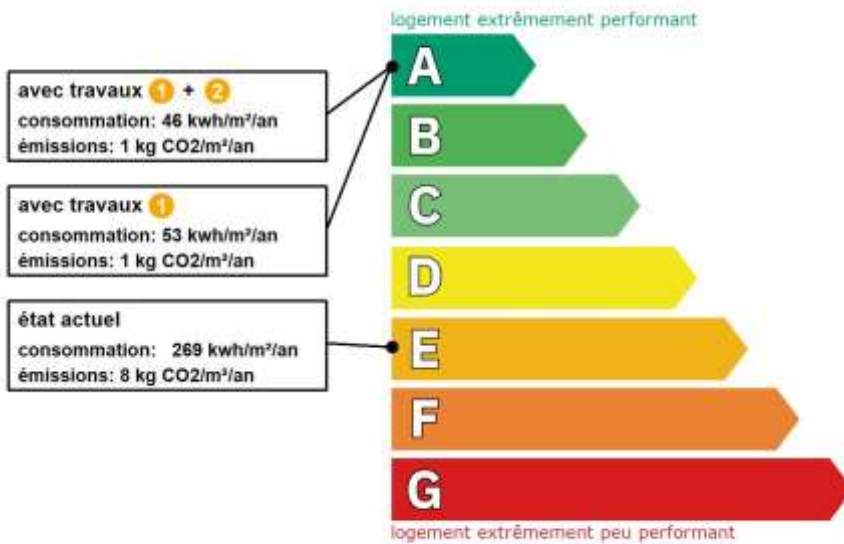 logement extrêmement performant
A
avec travaux 1 + 2
consommation: 46 kwh/m²/an
émissions: 1 kg CO2/m²/an
B
avec travaux 1
consommation: 53 kwh/m²/an
émissions: 1 kg CO2/m²/an
C
D
état actuel
consommation: 269 kwh/m²/an
émissions: 8 kg CO2/m²/an
E
F
G
logement extrêmement peu performant